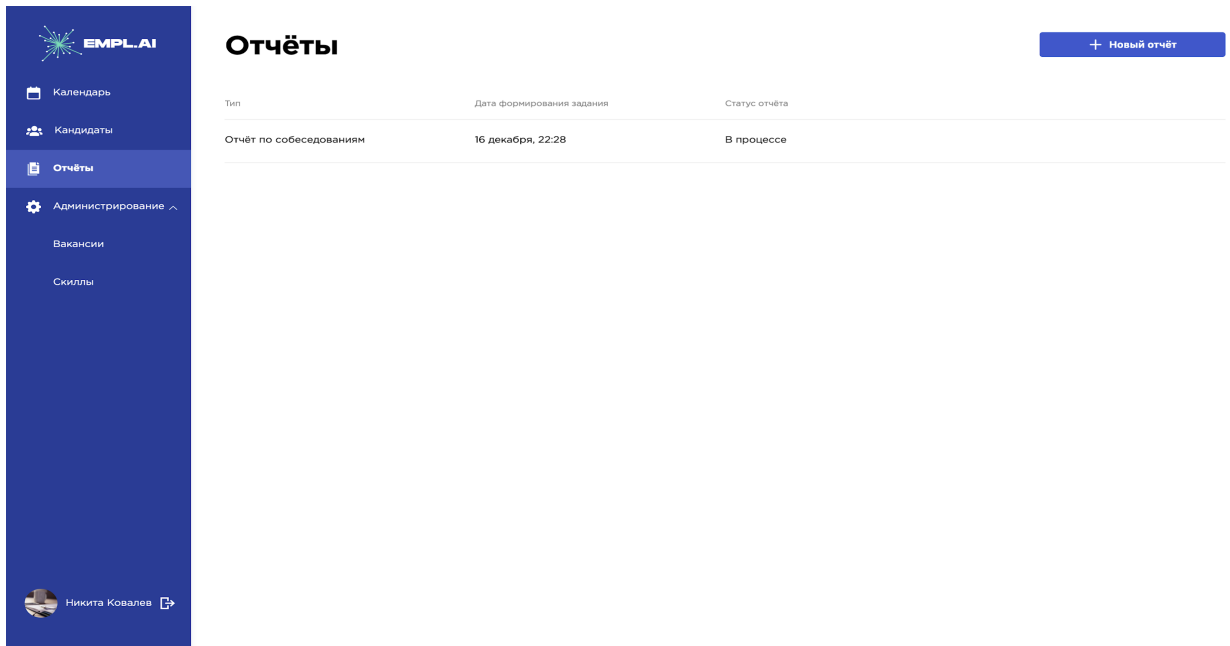 EMPL.AI
Календарь
Кандидаты
Отчёты
Администрирование
Вакансии
Скиллы
Никита Ковалев
Отчёты
Новый отчёт
Тип Дата формирования задания Статус отчёта
Отчёт по собеседованиям 16 декабря, 22:28 В процессе